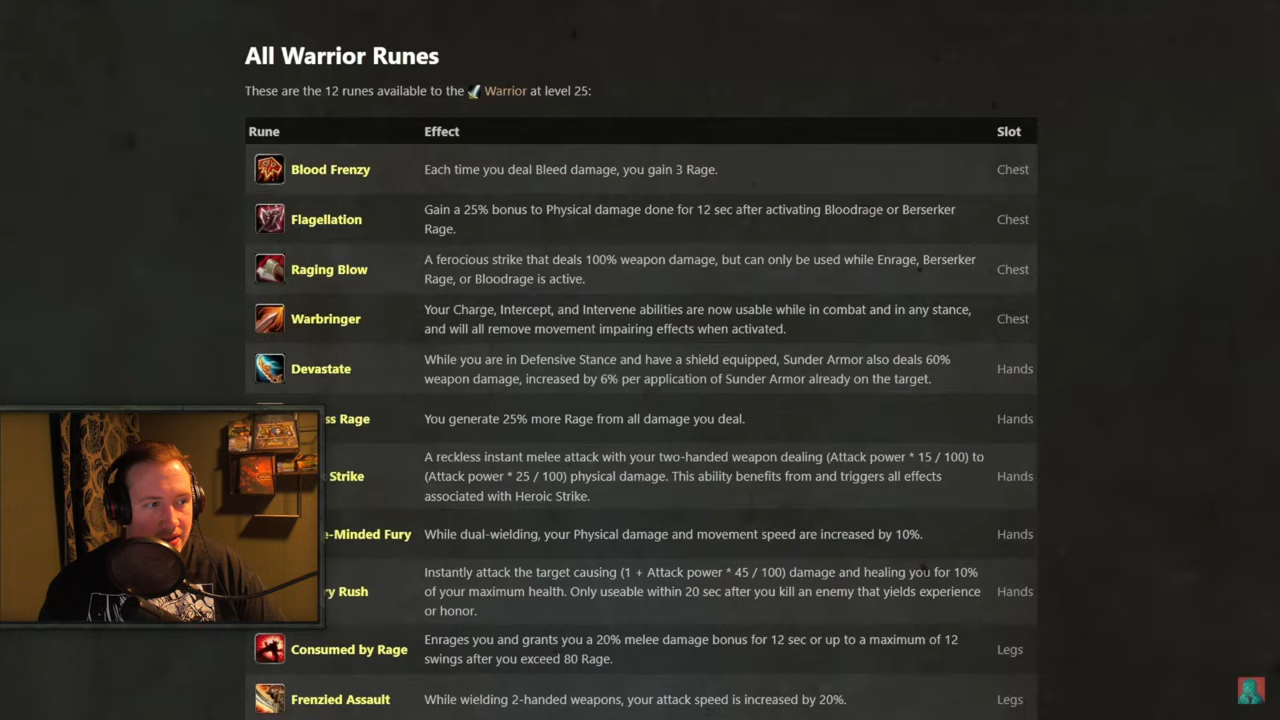 All Warrior Runes
These are the 12 runes available to the Warrior at level 25:
Rune Effect Slot
Blood Frenzy Each time you deal Bleed damage, you gain 3 Rage. Chest
Flagellation Gain a 25% bonus to Physical damage done for 12 sec after activating Bloodrage or Berserker
Rage. Chest
Raging Blow A ferocious strike that deals 100% weapon damage, but can only be used while Enrage, Berserker
Rage, or Bloodrage is active. Chest
Warbringer Your Charge, Intercept, and Intervene abilities are now usable while in combat and in any stance,
and will all remove movement impairing effects when activated. Chest
Devastate While you are in Defensive Stance and have a shield equipped, Sunder Armor also deals 60%
weapon damage, increased by 6% per application of Sunder Armor already on the target. Hands
ss Rage You generate 25% more Rage from all damage you deal. Hands
A reckless instant melee attack with your two-handed weapon dealing (Attack power * 15 / 100) to
Strike (Attack power * 25 / 100) physical damage. This ability benefits from and triggers all effects Hands
associated with Heroic Strike.
e-Minded Fury While dual-wielding, your Physical damage and movement speed are increased by 10%. Hands
Instantly attack the target causing (1 + Attack power * 45 / 100) damage and healing you for 10%
ry Rush of your maximum health. Only useable within 20 sec after you kill an enemy that yields experience Hands
or honor.
Consumed by Rage Enrages you and grants you a 20% melee damage bonus for 12 sec or up to a maximum of 12
swings after you exceed 80 Rage. Legs
Frenzied Assault While wielding 2-handed weapons, your attack speed is increased by 20%. Legs